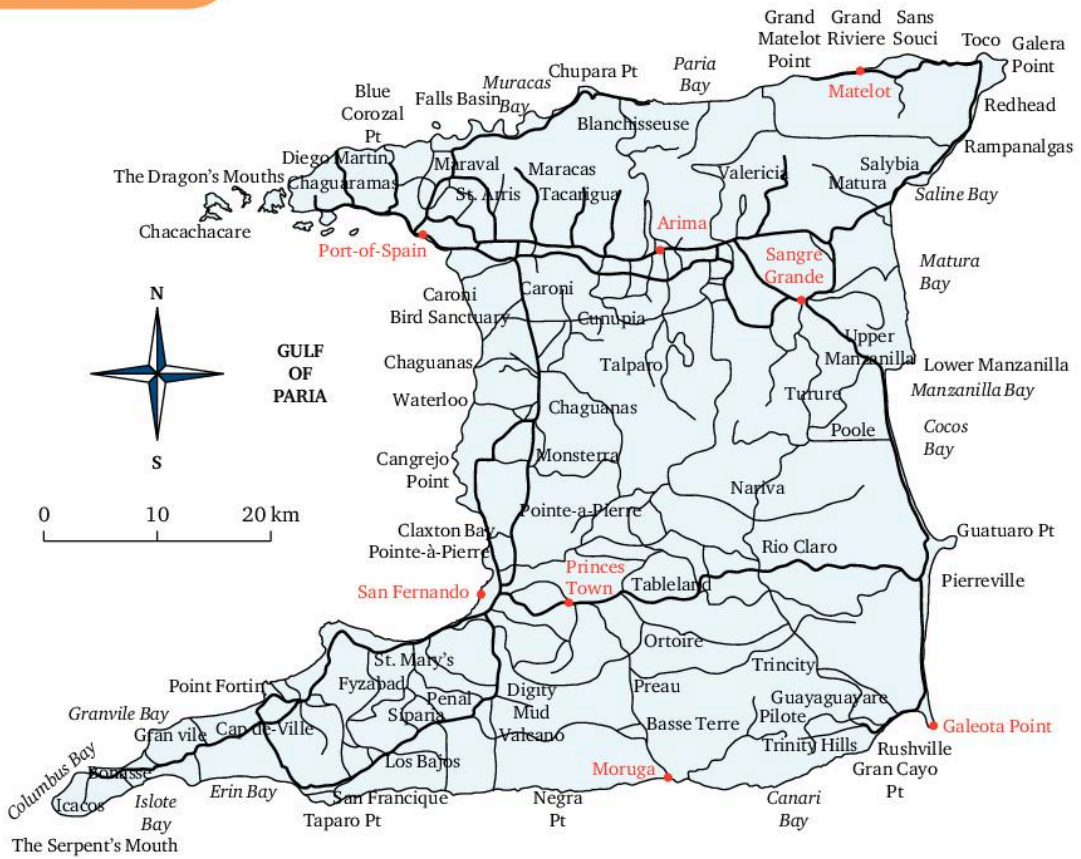 Grand Matelot Point
Grand Riviere
Sans Souci
Toco
Galera Point
Paria Bay
Chupara Pt
Muracas Bay
Falls Basin
Blue Corozal Pt
Matelot
Redhead
Blanchisseuse
Rampanalgas
Diego Martin
Maraval
Maracas
Valericia
Salybia
The Dragon's Mouths
Chaguaramas
St. Arris
Tacarigua
Matura
Saline Bay
Chacachacare
Port-of-Spain
Arima
Sangre Grande
Matura Bay
Caroni Bird Sanctuary
Caroni
Cunupia
N
S
GULF
OF
PARIA
Upper Manzanilla
Chaguanas
Talparo
Lower Manzanilla
Waterloo
Chaguanas
Turure
Manzanilla Bay
Poole
Cocos Bay
Cangrejo Point
Monsterra
Nariva
0 10 20 km
Pointe-a-Pierre
Claxton Bay
Pointe-à-Pierre
Rio Claro
Guatuaro Pt
Princes Town
Tableland
Pierreville
San Fernando
Ortoire
St. Mary's
Trincity
Point Fortin
Fyzabad
Penal
Digity Mud Valcano
Preau
Guayaguayare
Granvile Bay
Siparia
Pilote
Gran vile
Cap-de-Ville
Basse Terre
Galeota Point
Trinity Hills
Rushville
Columbus Bay
Bonasse
Los Bajos
Moruga
Gran Cayo Pt
Icacos
Islote Bay
Erin Bay
San Francique
Taparo Pt
Negra Pt
Canari Bay
The Serpent's Mouth